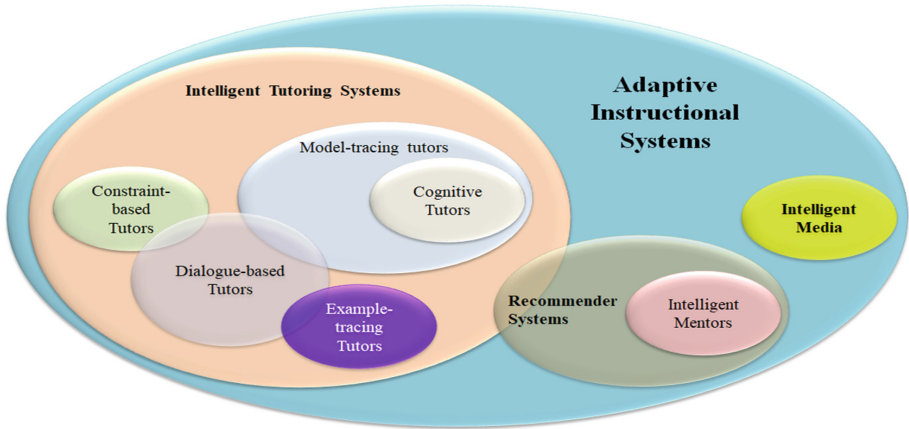 Adaptive
Instructional
Systems
Intelligent Tutoring Systems
Model-tracing tutors
Constraint-
based
Tutors
Cognitive
Tutors
Dialogue-based
Tutors
Example-
tracing
Tutors
Recommender
Systems
Intelligent
Mentors
Intelligent
Media